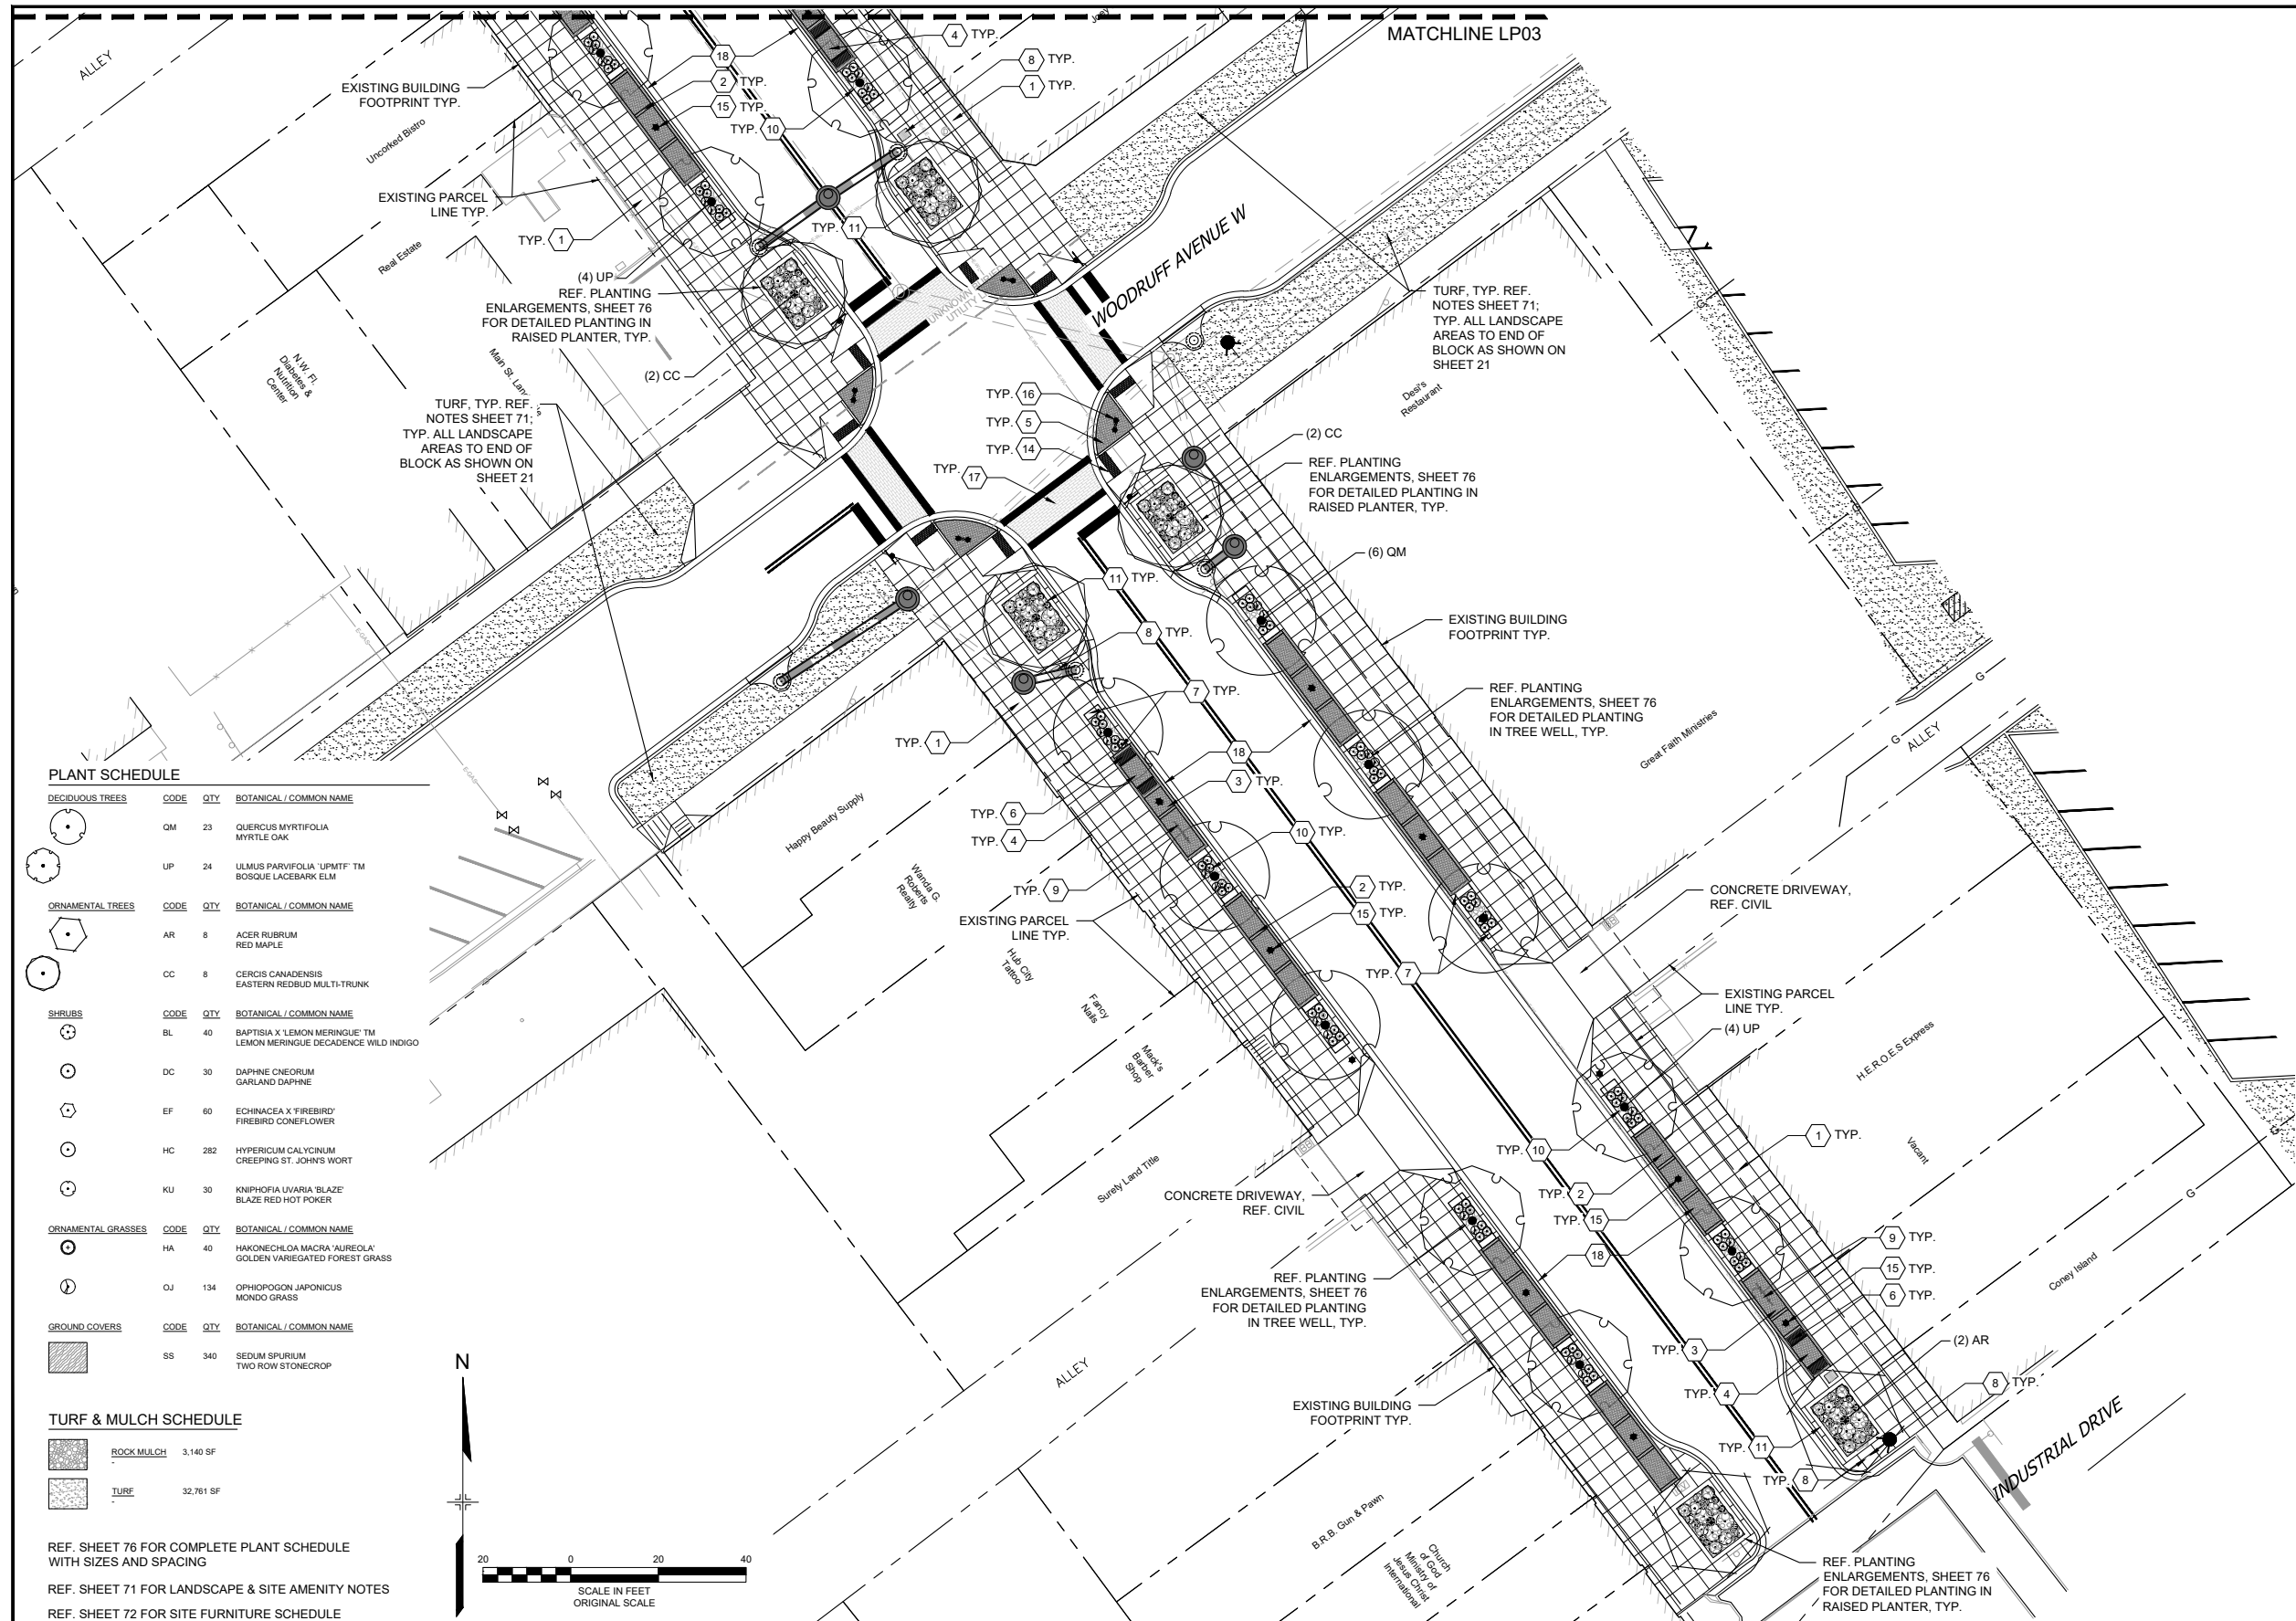 MATCHLINE LP03
ALLEY
EXISTING BUILDING
FOOTPRINT TYP.
Uncorked Bistro
EXISTING PARCEL
LINE TYP.
Real Estate
TYP. 1
18
2 TYP.
15 TYP.
TYP. 10
4 TYP.
8 TYP.
1 TYP.
Joey
TYP. 11
(4) UP
REF. PLANTING
ENLARGEMENTS, SHEET 76
FOR DETAILED PLANTING IN
RAISED PLANTER, TYP.
(2) CC
Main St.
N.W. Fl.
Diabetes &
Nutrition
Center
UNKNOWN
UTILITY
WOODRUFF AVENUE W
TURF, TYP. REF.
NOTES SHEET 71;
TYP. ALL LANDSCAPE
AREAS TO END OF
BLOCK AS SHOWN ON
SHEET 21
TURF, TYP. REF.
NOTES SHEET 71;
TYP. ALL LANDSCAPE
AREAS TO END OF
BLOCK AS SHOWN ON
SHEET 21
Desi's
Restaurant
TYP. 16
TYP. 5
TYP. 14
TYP. 17
(2) CC
REF. PLANTING
ENLARGEMENTS, SHEET 76
FOR DETAILED PLANTING IN
RAISED PLANTER, TYP.
(6) QM
11 TYP.
8 TYP.
7 TYP.
18
3 TYP.
10 TYP.
2 TYP.
15 TYP.
TYP. 7
EXISTING BUILDING
FOOTPRINT TYP.
REF. PLANTING
ENLARGEMENTS, SHEET 76
FOR DETAILED PLANTING
IN TREE WELL, TYP.
Great Faith Ministries
G
ALLEY
G
G
G
E-GAS
E-GAS
TYP. 1
TYP. 6
TYP. 4
TYP. 9
EXISTING PARCEL
LINE TYP.
Happy Beauty Supply
Wanda G.
Roberts
Realty
Hub City
Tattoo
Fancy
Nails
Mack's
Barber
Shop
Surety Land Title
CONCRETE DRIVEWAY,
REF. CIVIL
EXISTING PARCEL
LINE TYP.
(4) UP
H.E.R.O.E.S Express
Vacant
G
Coney Island
1 TYP.
TYP. 10
TYP. 2
TYP. 15
18
9 TYP.
15 TYP.
6 TYP.
(2) AR
8 TYP.
TYP. 3
TYP. 4
TYP. 11
TYP. 8
CONCRETE DRIVEWAY,
REF. CIVIL
REF. PLANTING
ENLARGEMENTS, SHEET 76
FOR DETAILED PLANTING
IN TREE WELL, TYP.
ALLEY
EXISTING BUILDING
FOOTPRINT TYP.
B.R.B. Gun & Pawn
Church
of God
Ministry of
Jesus Christ
International
INDUSTRIAL DRIVE
REF. PLANTING
ENLARGEMENTS, SHEET 76
FOR DETAILED PLANTING IN
RAISED PLANTER, TYP.
PLANT SCHEDULE
DECIDUOUS TREES CODE QTY BOTANICAL / COMMON NAME
QM 23 QUERCUS MYRTIFOLIA
MYRTLE OAK
UP 24 ULMUS PARVIFOLIA `UPMTF` TM
BOSQUE LACEBARK ELM
ORNAMENTAL TREES CODE QTY BOTANICAL / COMMON NAME
AR 8 ACER RUBRUM
RED MAPLE
CC 8 CERCIS CANADENSIS
EASTERN REDBUD MULTI-TRUNK
SHRUBS CODE QTY BOTANICAL / COMMON NAME
BL 40 BAPTISIA X 'LEMON MERINGUE' TM
LEMON MERINGUE DECADENCE WILD INDIGO
DC 30 DAPHNE CNEORUM
GARLAND DAPHNE
EF 60 ECHINACEA X 'FIREBIRD'
FIREBIRD CONEFLOWER
HC 282 HYPERICUM CALYCINUM
CREEPING ST. JOHN'S WORT
KU 30 KNIPHOFIA UVARIA 'BLAZE'
BLAZE RED HOT POKER
ORNAMENTAL GRASSES CODE QTY BOTANICAL / COMMON NAME
HA 40 HAKONECHLOA MACRA 'AUREOLA'
GOLDEN VARIEGATED FOREST GRASS
OJ 134 OPHIOPOGON JAPONICUS
MONDO GRASS
GROUND COVERS CODE QTY BOTANICAL / COMMON NAME
SS 340 SEDUM SPURIUM
TWO ROW STONECROP
TURF & MULCH SCHEDULE
ROCK MULCH 3,140 SF
-
TURF 32,761 SF
-
REF. SHEET 76 FOR COMPLETE PLANT SCHEDULE
WITH SIZES AND SPACING
REF. SHEET 71 FOR LANDSCAPE & SITE AMENITY NOTES
REF. SHEET 72 FOR SITE FURNITURE SCHEDULE
N
20 0 20 40
SCALE IN FEET
ORIGINAL SCALE